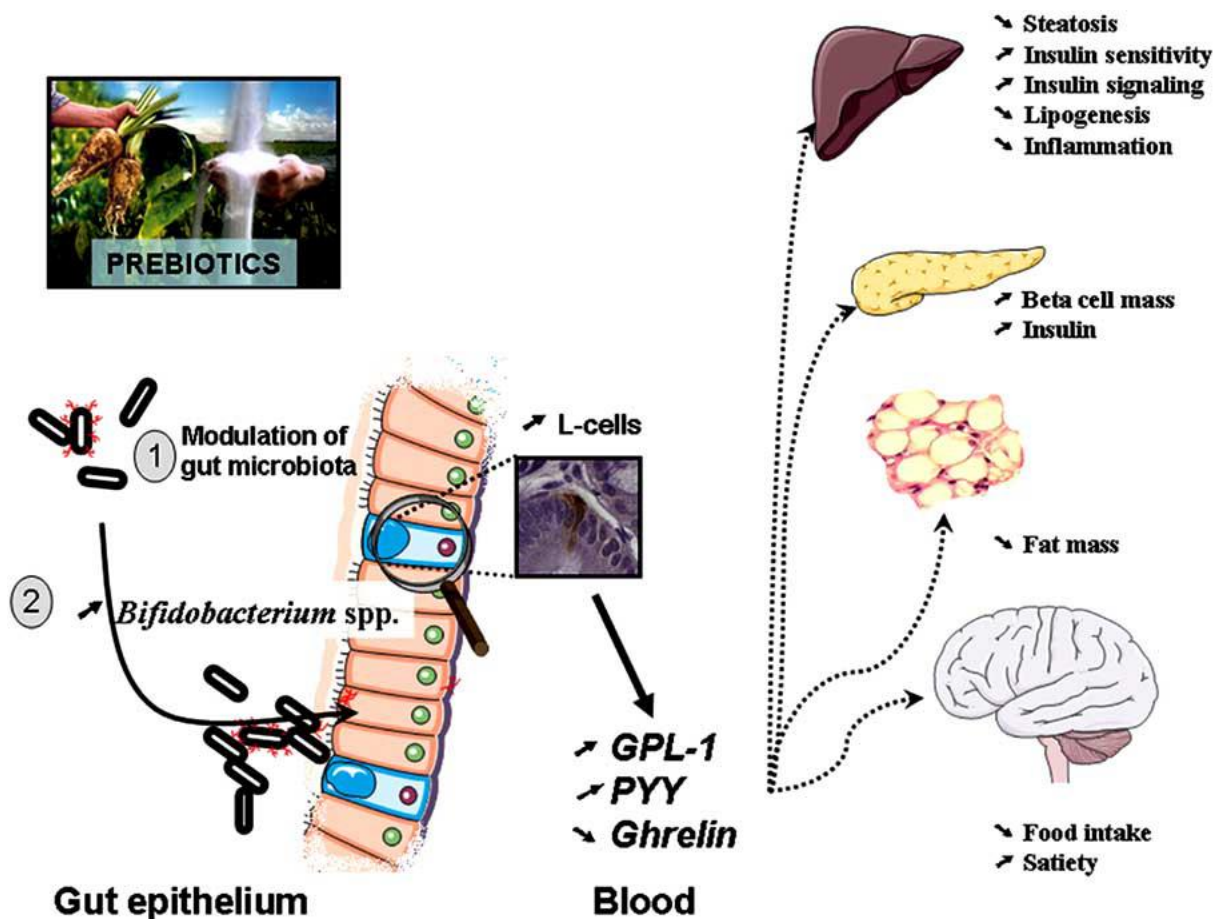 PREBIOTICS
1
Modulation of
gut microbiota
2
↗ Bifidobacterium spp.
↗ L-cells
↗ GPL-1
↗ PYY
↘ Ghrelin
Gut epithelium
Blood
↘ Steatosis
↗ Insulin sensitivity
↗ Insulin signaling
↘ Lipogenesis
↘ Inflammation
↗ Beta cell mass
↗ Insulin
↘ Fat mass
↘ Food intake
↗ Satiety